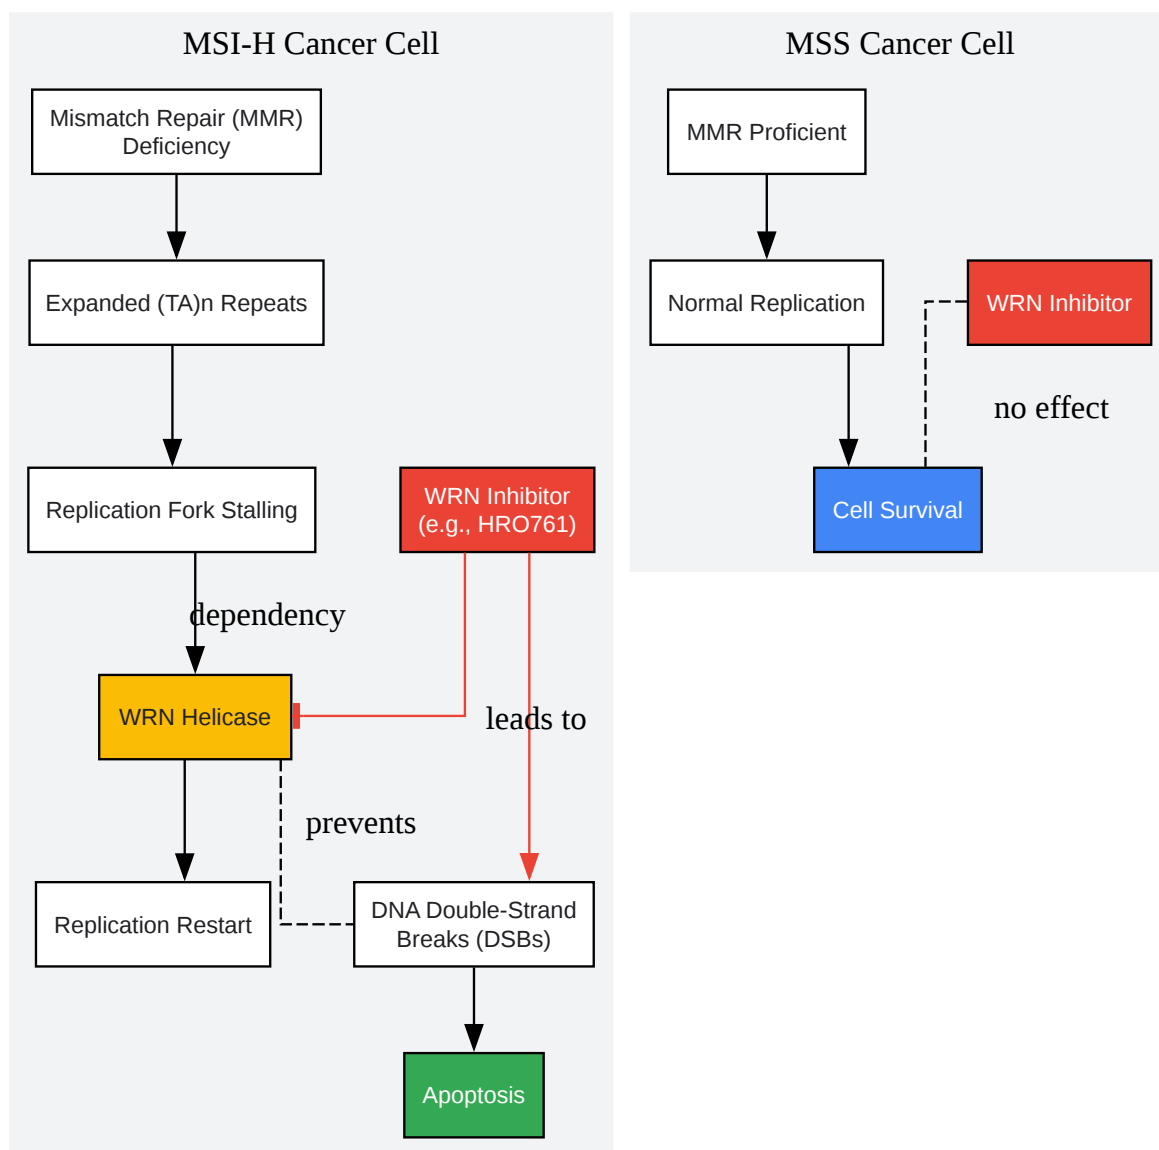 MSI-H Cancer Cell
Mismatch Repair (MMR)
Deficiency
Expanded (TA)n Repeats
Replication Fork Stalling
WRN Inhibitor
(e.g., HRO761)
dependency
WRN Helicase
leads to
prevents
Replication Restart
DNA Double-Strand
Breaks (DSBs)
Apoptosis
MSS Cancer Cell
MMR Proficient
Normal Replication
WRN Inhibitor
no effect
Cell Survival